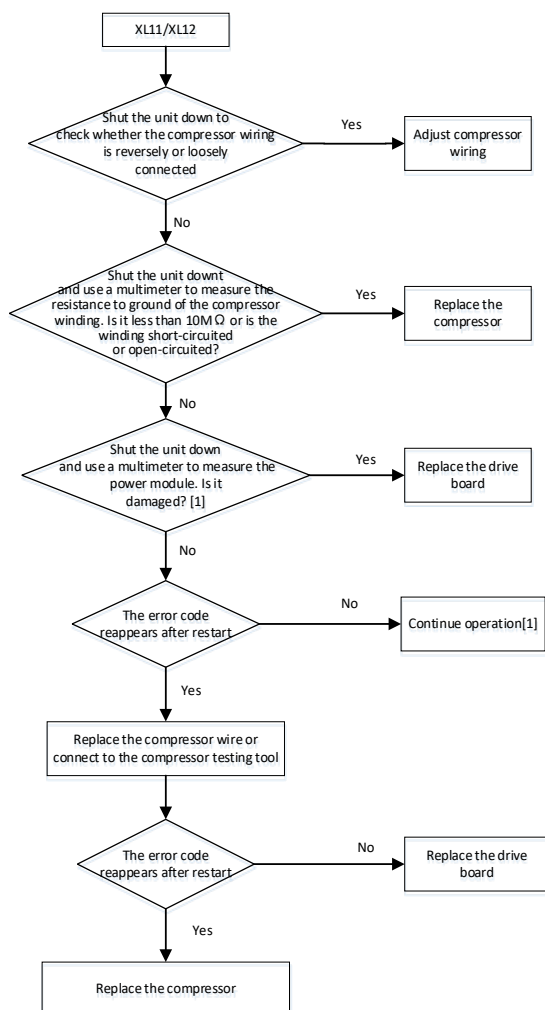 XL11/XL12
Shut the unit down to
check whether the compressor wiring
is reversely or loosely
connected
Yes
Adjust compressor
wiring
No
Shut the unit downt
and use a multimeter to measure the
resistance to ground of the compressor
winding. Is it less than 10MΩ or is the
winding short-circuited
or open-circuited?
Yes
Replace the
compressor
No
Shut the unit down
and use a multimeter to measure the
power module. Is it
damaged? [1]
Yes
Replace the drive
board
No
The error code
reappears after restart
No
Continue operation[1]
Yes
Replace the compressor wire or
connect to the compressor testing tool
The error code
reappears after restart
No
Replace the drive
board
Yes
Replace the compressor